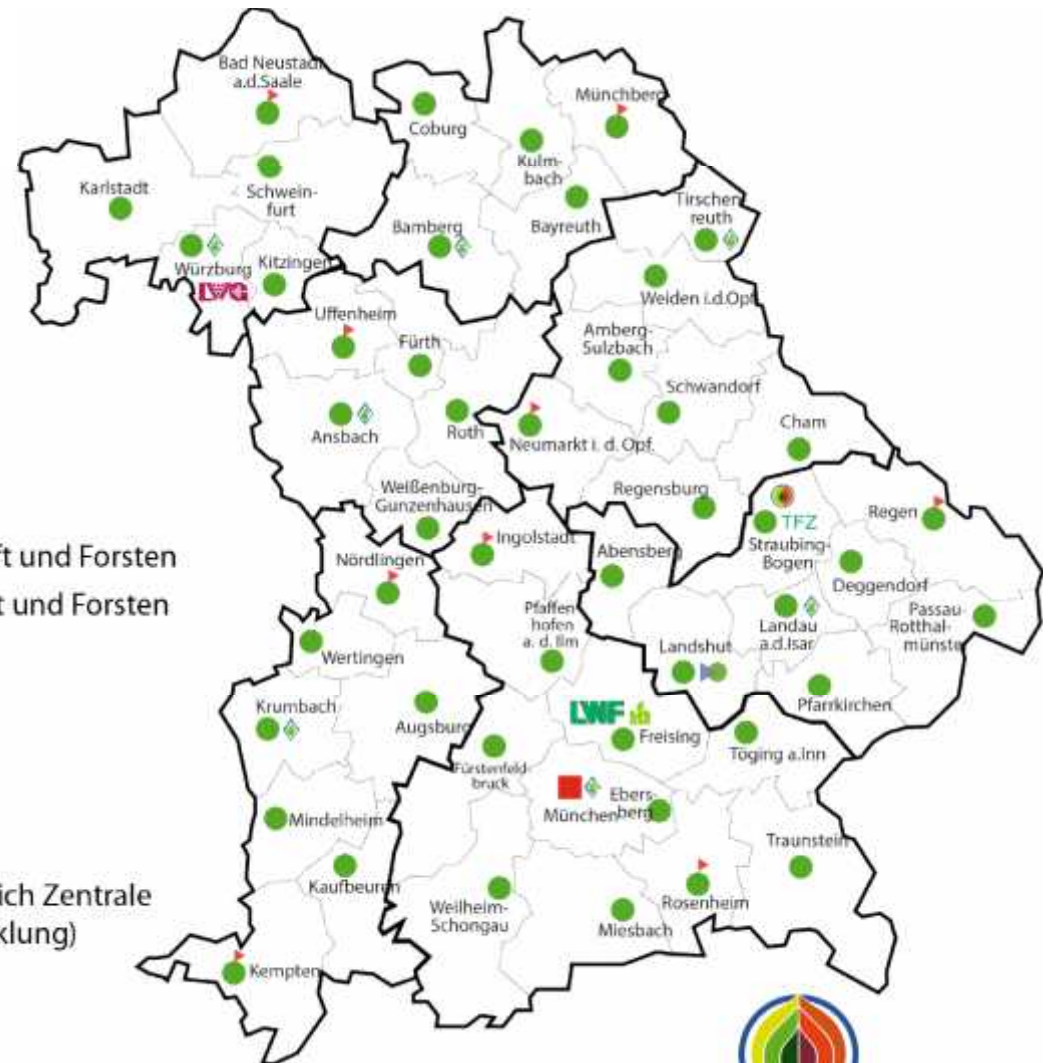 Bad Neustadt
a.d.Saale
Coburg
Münchberg
Kulm-
bach
Karlstadt
Schwein-
furt
Tirschen
reuth
Bamberg
Bayreuth
Würzburg
Kitzingen
LWG
Weiden i.d.Opf.
Uffenheim
Fürth
Amberg-
Sulzbach
Schwandorf
Cham
Ansbach
Roth
Neumarkt i. d. Opf.
Weißenburg-
Gunzenhausen
Regensburg
Regen
TFZ
Straubing-
Bogen
Ingolstadt
Abensberg
ft und Forsten
Nördlingen
Deggendorf
t und Forsten
Pfaffen
hofen
a. d. Ilm
Passau-
Rotthal-
münster
Landau
a.d.Isar
Wertingen
Landshut
Krumbach
Augsburg
Pfarrkirchen
LWF
Freising
Töging a.Inn
Fürstenfeld-
bruck
München
Ebers-
berg
Mindelheim
Traunstein
Kaufbeuren
ich Zentrale
klung)
Weilheim-
Schongau
Rosenheim
Miesbach
Kempten